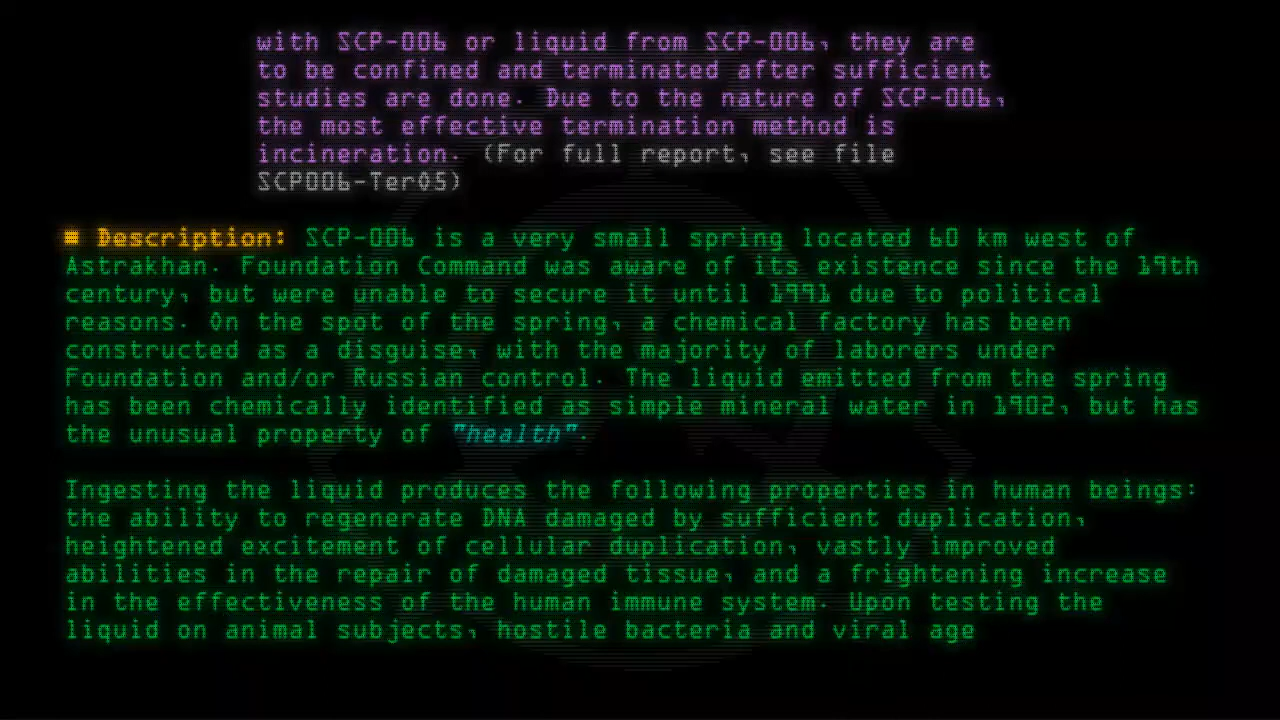 with SCP-006 or liquid from SCP-006, they are
to be confined and terminated after sufficient
studies are done. Due to the nature of SCP-006,
the most effective termination method is
incineration. (For full report, see file
SCP006-Ter05)
■ Description: SCP-006 is a very small spring located 60 km west of
Astrakhan. Foundation Command was aware of its existence since the 19th
century, but were unable to secure it until 1991 due to political
reasons. On the spot of the spring, a chemical factory has been
constructed as a disguise, with the majority of laborers under
Foundation and/or Russian control. The liquid emitted from the spring
has been chemically identified as simple mineral water in 1902, but has
the unusual property of "health".
Ingesting the liquid produces the following properties in human beings:
the ability to regenerate DNA damaged by sufficient duplication,
heightened excitement of cellular duplication, vastly improved
abilities in the repair of damaged tissue, and a frightening increase
in the effectiveness of the human immune system. Upon testing the
liquid on animal subjects, hostile bacteria and viral age